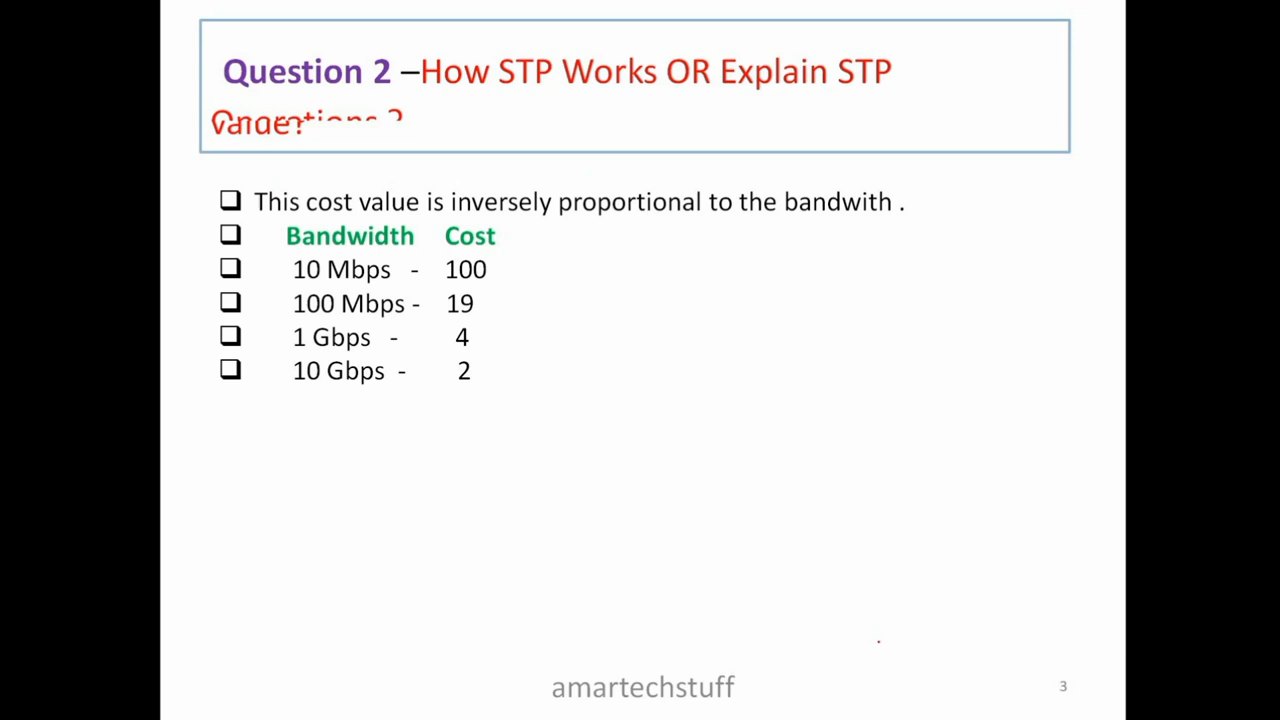 Question 2 –How STP Works OR Explain STP
This cost value is inversely proportional to the bandwith .
Bandwidth Cost
10 Mbps - 100
100 Mbps - 19
1 Gbps - 4
10 Gbps - 2
amartechstuff
3